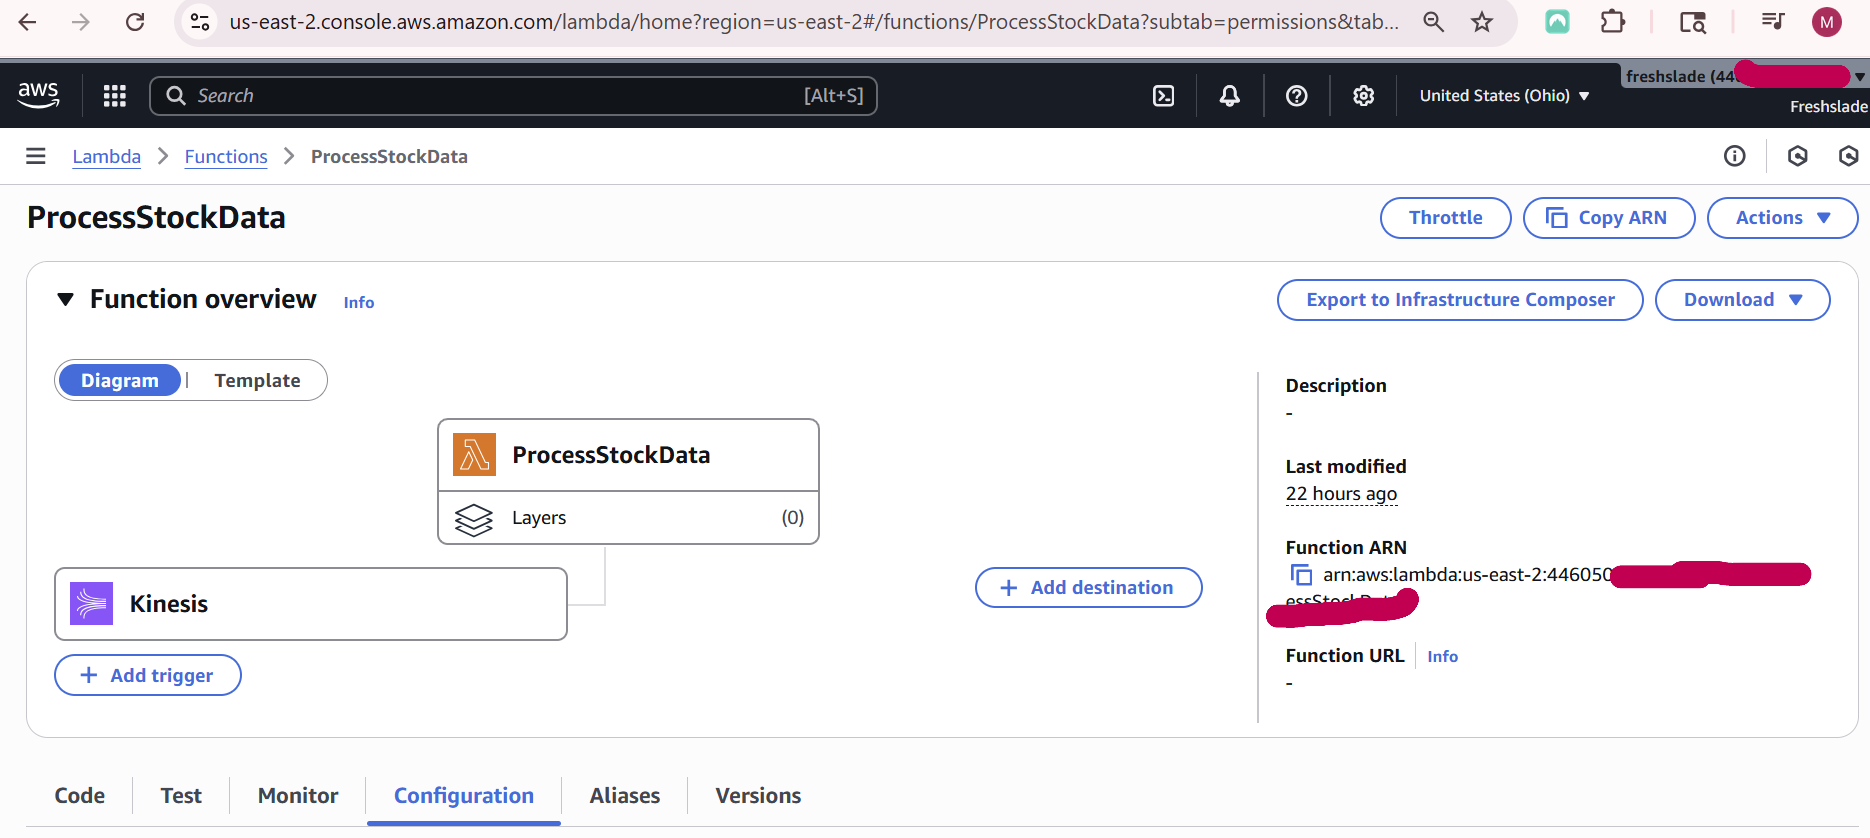 us-east-2.console.aws.amazon.com/lambda/home?region=us-east-2#/functions/ProcessStockData?subtab=permissions&tab...
M
aws
Search
[Alt+S]
United States (Ohio)
freshslade (44
Freshslade
Lambda
Functions
ProcessStockData
ProcessStockData
Throttle
Copy ARN
Actions
Function overview
Info
Export to Infrastructure Composer
Download
Diagram
Template
ProcessStockData
Layers
(0)
Kinesis
+ Add trigger
+ Add destination
Description
-
Last modified
22 hours ago
Function ARN
arn:aws:lambda:us-east-2:446050
Function URL
Info
-
Code
Test
Monitor
Configuration
Aliases
Versions